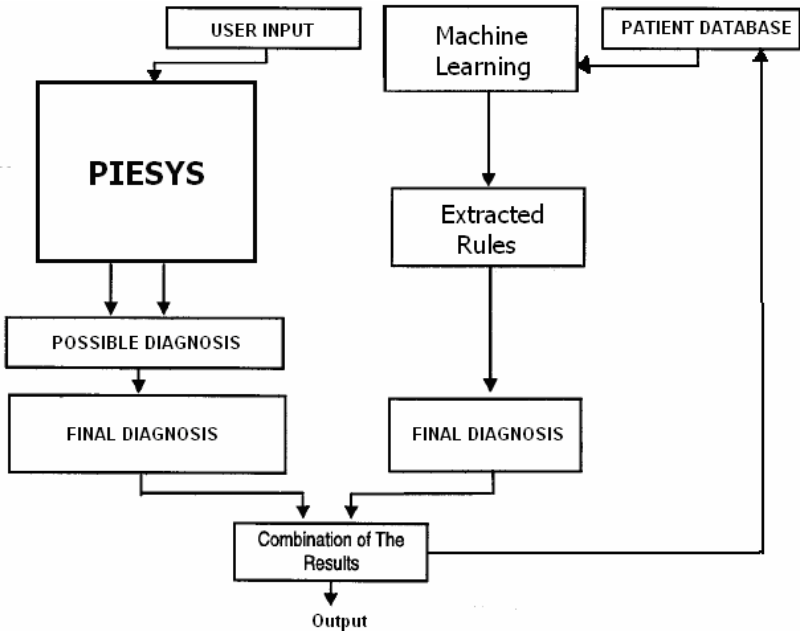 USER INPUT
Machine
Learning
PATIENT DATABASE
PIESYS
Extracted
Rules
POSSIBLE DIAGNOSIS
FINAL DIAGNOSIS
FINAL DIAGNOSIS
Combination of The
Results
Output